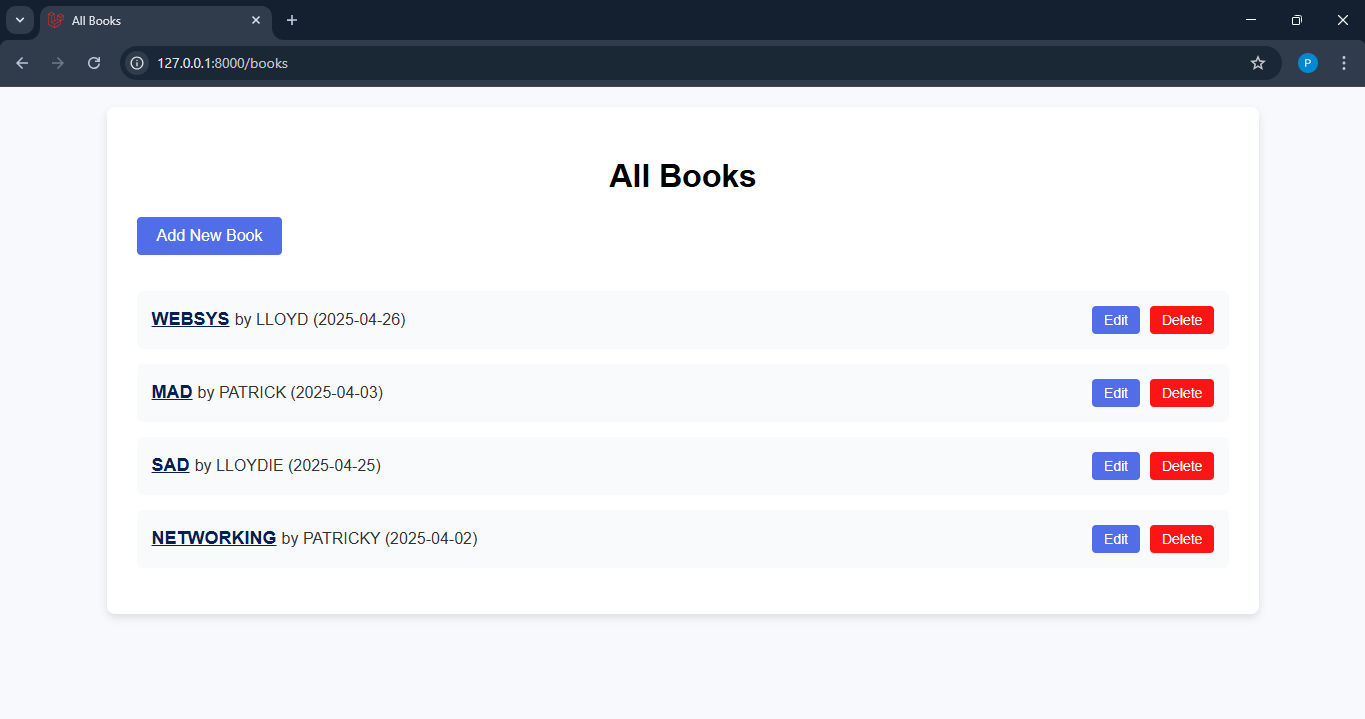 All Books
127.0.0.1:8000/books
P
All Books
Add New Book
WEBSYS by LLOYD (2025-04-26) Edit Delete
MAD by PATRICK (2025-04-03) Edit Delete
SAD by LLOYDIE (2025-04-25) Edit Delete
NETWORKING by PATRICKY (2025-04-02) Edit Delete